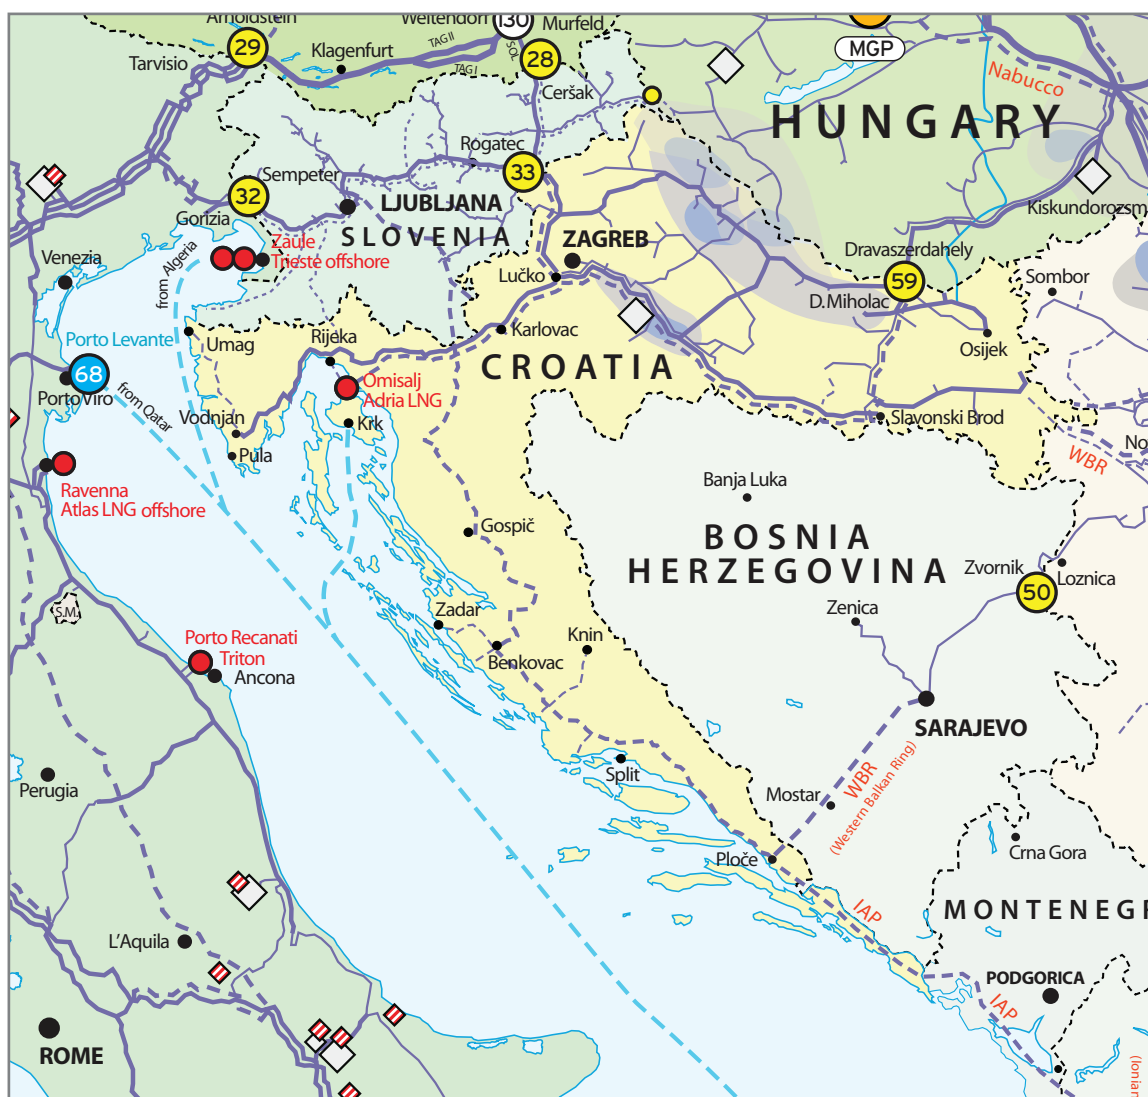 Arnoldstein
Weitendorf
130
Murfeld
29
Tarvisio
Klagenfurt
TAG II
TAG I
SOL
28
Ceršak
MGP
Nabucco
HUNGARY
Rogatec
33
Sempeter
32
Gorizia
LJUBLJANA
SLOVENIA
ZAGREB
Kiskundorozsm
Dravaszerdahely
59
D. Miholac
Sombor
Osijek
Venezia
from Algeria
Zaule
Trieste offshore
Lučko
Karlovac
CROATIA
Umag
Rijeka
Porto Levante
68
Porto Viro
from Qatar
Omisalj
Adria LNG
Krk
Vodnjan
Pula
Slavonski Brod
No
WBR
Ravenna
Atlas LNG offshore
Banja Luka
BOSNIA
HERZEGOVINA
Gospič
Zvornik
50
Loznica
Zenica
S.M.
Zadar
Benkovac
Knin
Porto Recanati
Triton
Ancona
SARAJEVO
Perugia
Split
Mostar
WBR
(Western Balkan Ring)
Ploče
Crna Gora
IAP
MONTENEGR
L'Aquila
PODGORICA
IAP
ROME
(Ionian